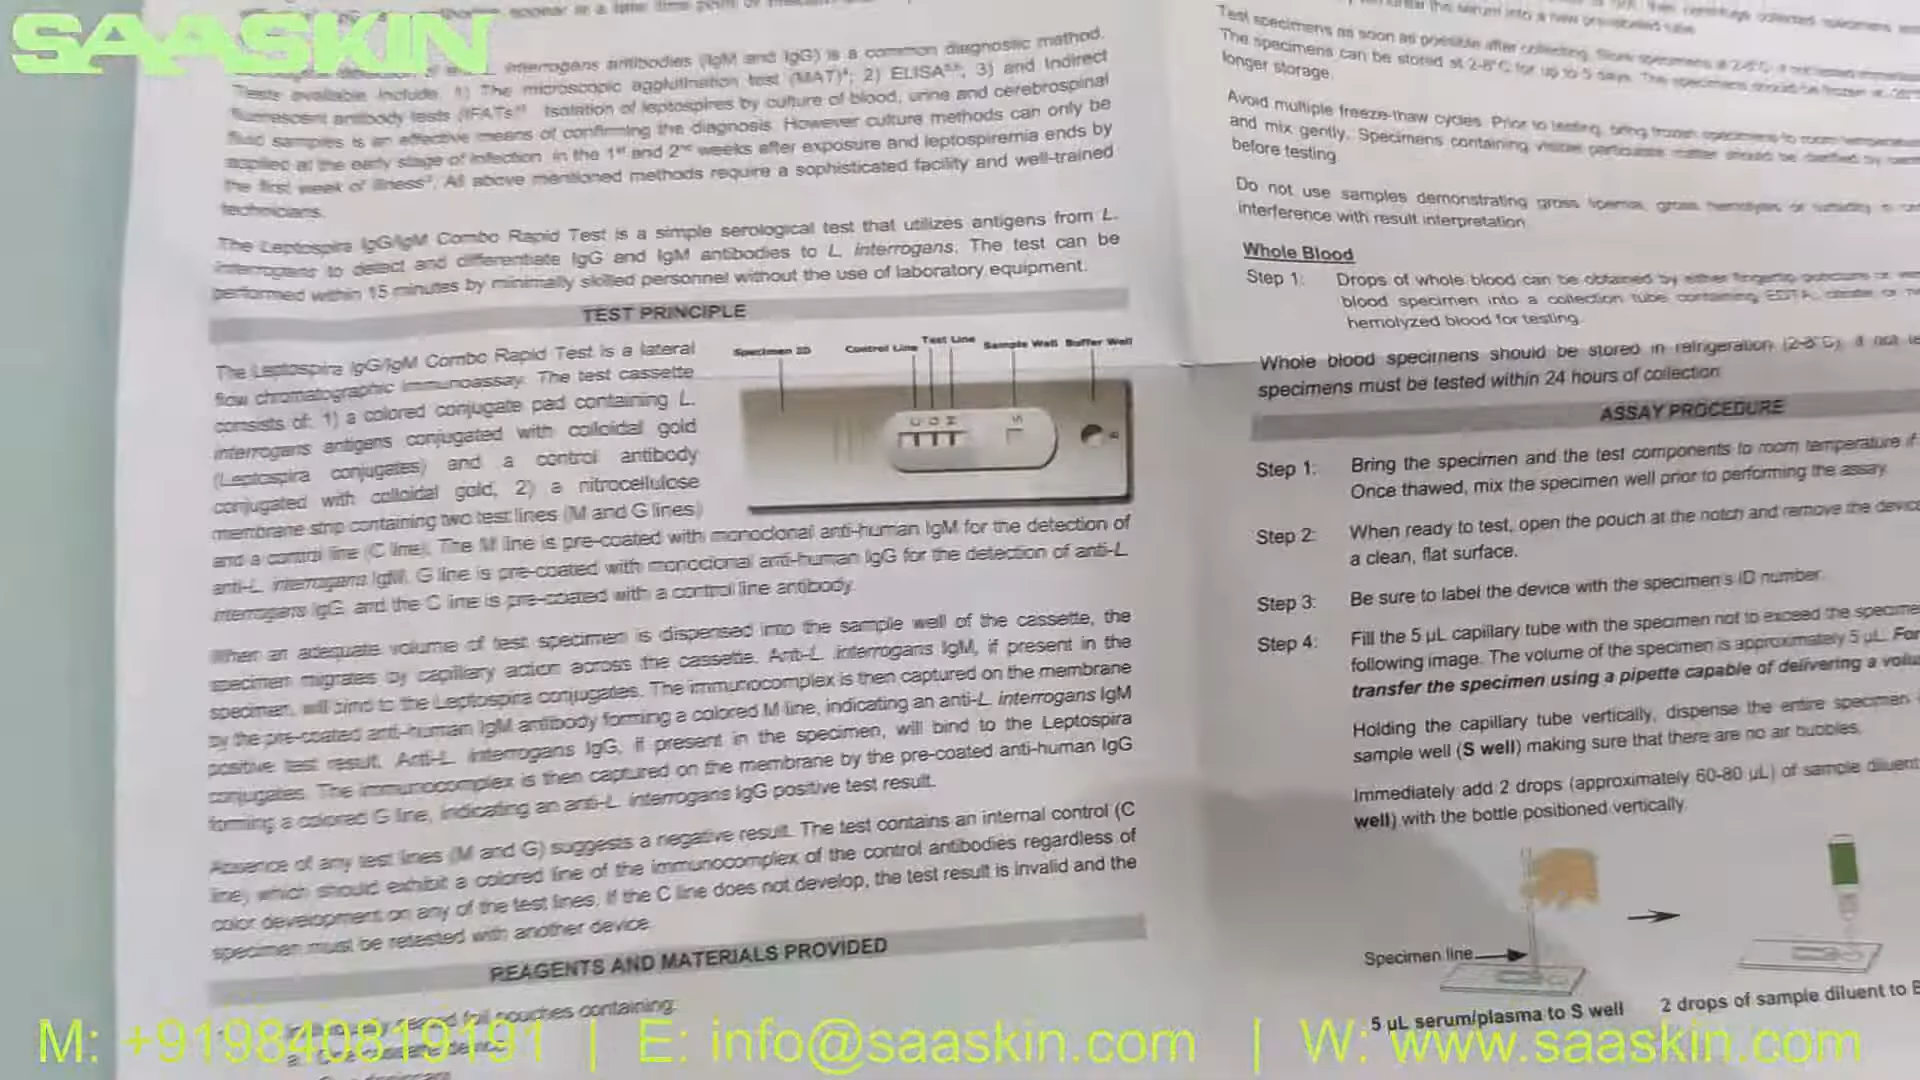 SAASKIN
interrogans antibodies (IgM and IgG) is a common diagnostic method.
Tests available include: 1) The microscopic agglutination test (MAT)⁴; 2) ELISA⁵,⁶; 3) and Indirect
fluorescent antibody tests (IFATs) Isolation of leptospires by culture of blood, urine and cerebrospinal
fluid samples is an effective means of confirming the diagnosis. However culture methods can only be
applied at the early stage of infection, in the 1st and 2nd weeks after exposure and leptospiremia ends by
the first week of illness⁷. All above mentioned methods require a sophisticated facility and well-trained
technicians.
The Leptospira IgG/IgM Combo Rapid Test is a simple serological test that utilizes antigens from L.
interrogans to detect and differentiate IgG and IgM antibodies to L. interrogans. The test can be
performed within 15 minutes by minimally skilled personnel without the use of laboratory equipment.
TEST PRINCIPLE
The Leptospira IgG/IgM Combo Rapid Test is a lateral
flow chromatographic immunoassay. The test cassette
consists of: 1) a colored conjugate pad containing L.
interrogans antigens conjugated with colloidal gold
(Leptospira conjugates) and a control antibody
conjugated with colloidal gold, 2) a nitrocellulose
membrane strip containing two test lines (M and G lines)
and a control line (C line). The M line is pre-coated with monoclonal anti-human IgM for the detection of
anti-L. interrogans IgM, G line is pre-coated with monoclonal anti-human IgG for the detection of anti-L.
interrogans IgG, and the C line is pre-coated with a control line antibody.
Specimen ID Control Line Test Line Sample Well Buffer Well
C G M S B
When an adequate volume of test specimen is dispensed into the sample well of the cassette, the
specimen migrates by capillary action across the cassette. Anti-L. interrogans IgM, if present in the
specimen, will bind to the Leptospira conjugates. The immunocomplex is then captured on the membrane
by the pre-coated anti-human IgM antibody forming a colored M line, indicating an anti-L. interrogans IgM
positive test result. Anti-L. interrogans IgG, if present in the specimen, will bind to the Leptospira
conjugates. The immunocomplex is then captured on the membrane by the pre-coated anti-human IgG
forming a colored G line, indicating an anti-L. interrogans IgG positive test result.
Absence of any test lines (M and G) suggests a negative result. The test contains an internal control (C
line) which should exhibit a colored line of the immunocomplex of the control antibodies regardless of
color development on any of the test lines. If the C line does not develop, the test result is invalid and the
specimen must be retested with another device.
REAGENTS AND MATERIALS PROVIDED
sealed foil pouches containing:
a. One cassette device
Test specimens as soon as possible after collecting. Store specimens at 2-8°C, if not tested
The specimens can be stored at 2-8°C for up to 5 days. The specimens should be frozen at
longer storage.
Avoid multiple freeze-thaw cycles. Prior to testing, bring frozen specimens to room temperature
and mix gently. Specimens containing visible particulate matter should be clarified by
before testing.
Do not use samples demonstrating gross lipemia, gross hemolysis or turbidity
interference with result interpretation.
Whole Blood
Step 1: Drops of whole blood can be obtained by either fingertip puncture or
blood specimen into a collection tube containing EDTA, citrate or
hemolyzed blood for testing.
Whole blood specimens should be stored in refrigeration (2-8°C), if not
specimens must be tested within 24 hours of collection.
ASSAY PROCEDURE
Step 1: Bring the specimen and the test components to room temperature if
Once thawed, mix the specimen well prior to performing the assay.
Step 2: When ready to test, open the pouch at the notch and remove the device
a clean, flat surface.
Step 3: Be sure to label the device with the specimen's ID number.
Step 4: Fill the 5 µL capillary tube with the specimen not to exceed the
following image. The volume of the specimen is approximately 5 µL. For
transfer the specimen using a pipette capable of delivering a
Holding the capillary tube vertically, dispense the entire specimen
sample well (S well) making sure that there are no air bubbles.
Immediately add 2 drops (approximately 60-80 µL) of sample diluent
well) with the bottle positioned vertically.
Specimen line
5 µL serum/plasma to S well 2 drops of sample diluent to B
M: +919840819191 | E: info@saaskin.com | W: www.saaskin.com